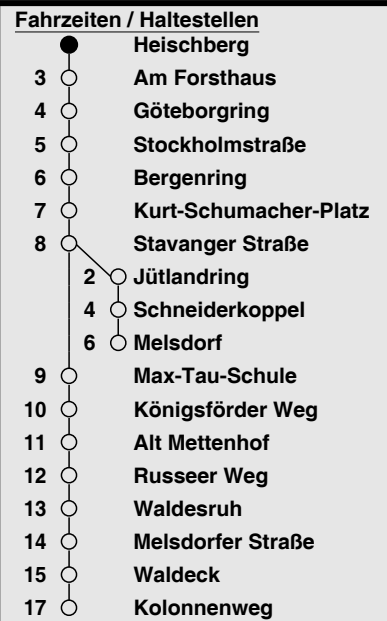 Fahrzeiten / Haltestellen
Heischberg
3 Am Forsthaus
4 Göteborgring
5 Stockholmstraße
6 Bergenring
7 Kurt-Schumacher-Platz
8 Stavanger Straße
2 Jütlandring
4 Schneiderkoppel
6 Melsdorf
9 Max-Tau-Schule
10 Königsförder Weg
11 Alt Mettenhof
12 Russeer Weg
13 Waldesruh
14 Melsdorfer Straße
15 Waldeck
17 Kolonnenweg